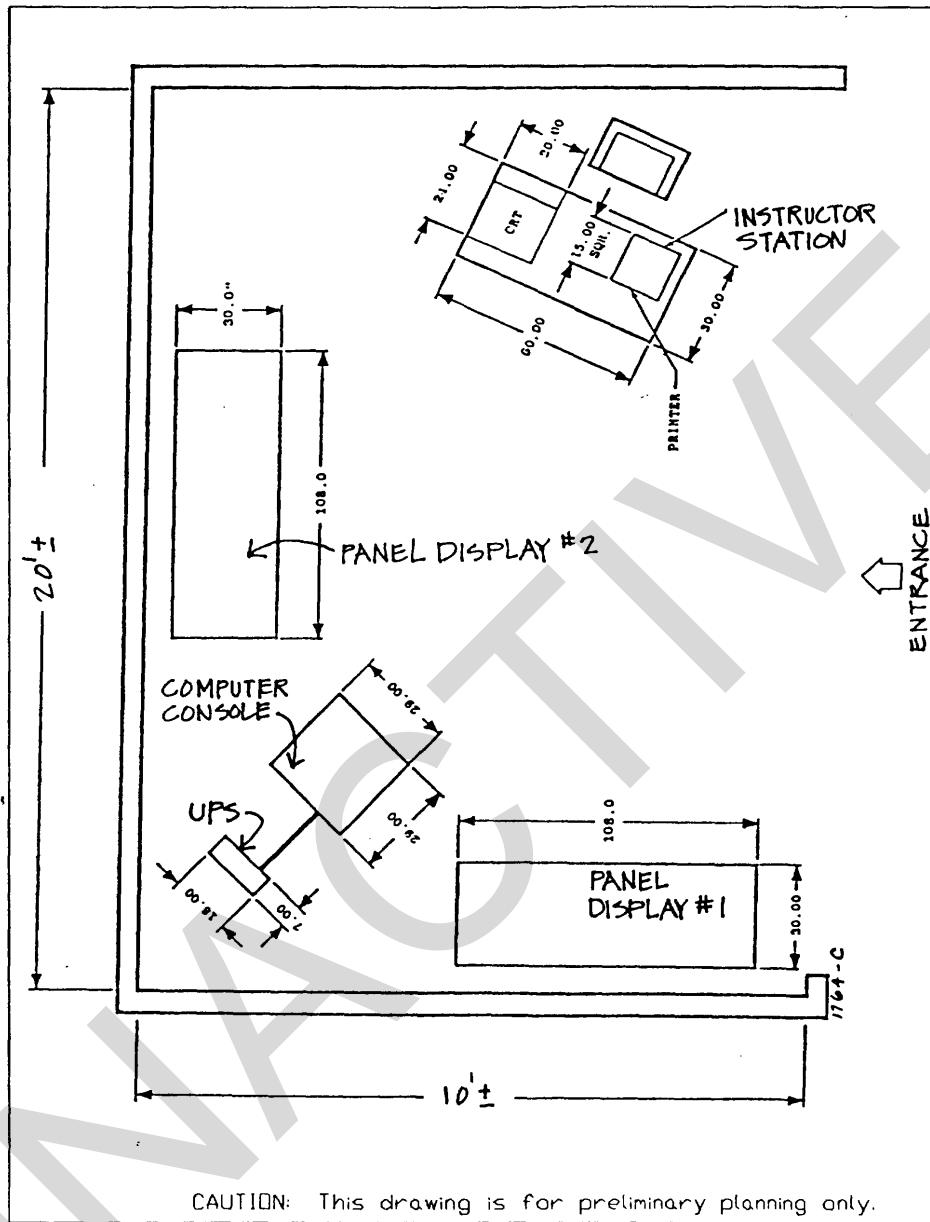 20.00
21.00
CRT
15.00
SQR.
INSTRUCTOR
STATION
30.00
60.00
PRINTER
30.0"
108.0
PANEL DISPLAY #2
20'±
ENTRANCE
COMPUTER
CONSOLE
29.00
29.00
UPS
18.00
7.00
108.0
PANEL
DISPLAY #1
30.00
1764-C
10'±
CAUTION: This drawing is for preliminary planning only.
NACTIVE